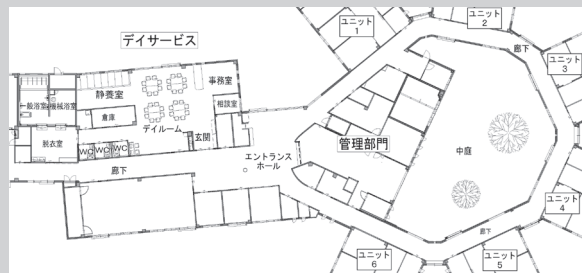 デイサービス
ユニット
1
ユニット
2
廊下
ユニット
3
静養室
事務室
一般浴室
機械浴室
相談室
倉庫
デイルーム
玄関
脱衣室
WC
WC
WC
管理部門
中庭
エントランス
ホール
廊下
ユニット
4
廊下
ユニット
5
ユニット
6